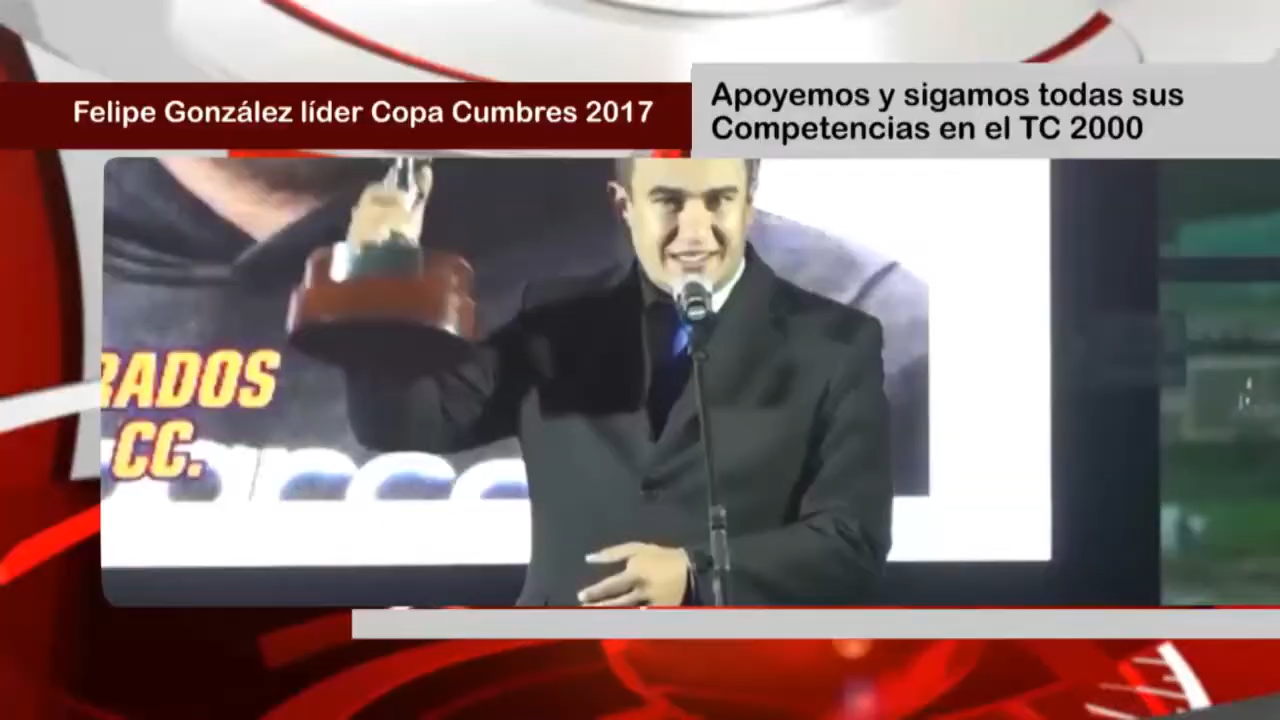 Felipe González líder Copa Cumbres 2017
Apoyemos y sigamos todas sus
Competencias en el TC 2000
RADOS
CC.